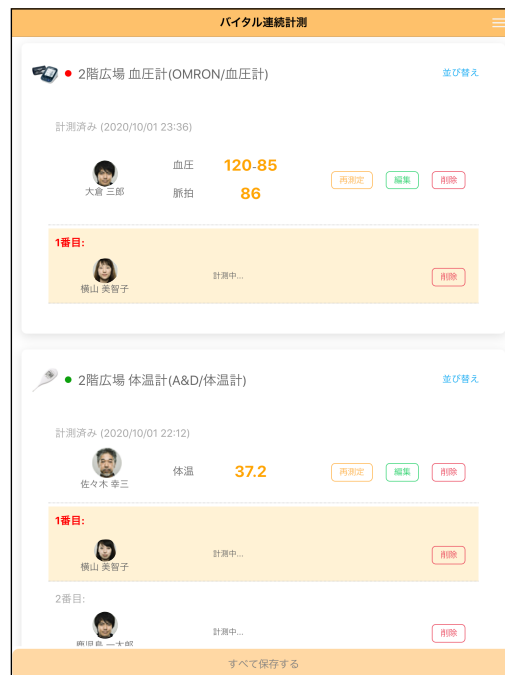 バイタル連続計測
2階広場 血圧計(OMRON/血圧計)
並び替え
計測済み (2020/10/01 23:36)
血圧 120-85
大倉 三郎
脈拍 86
再測定 編集 削除
1番目:
横山 美智子
計測中...
削除
2階広場 体温計(A&D/体温計)
並び替え
計測済み (2020/10/01 22:12)
佐々木 幸三
体温 37.2
再測定 編集 削除
1番目:
横山 美智子
計測中...
削除
2番目:
鹿児島 一太郎
計測中...
削除
すべて保存する